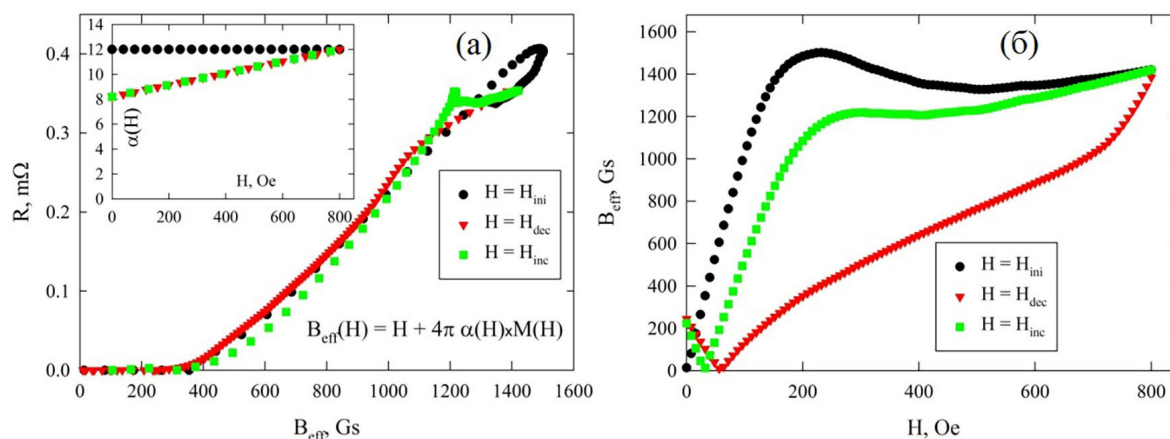 (а)
14
12
10
8
6
4
2
0
α(H)
0 200 400 600 800
H, Oe
0.4
0.3
0.2
0.1
0.0
R, mΩ
H = H_ini
H = H_dec
H = H_inc
B_eff(H) = H + 4π α(H)xM(H)
0 200 400 600 800 1000 1200 1400 1600
B_eff, Gs
(б)
1600
1400
1200
1000
800
600
400
200
0
B_eff, Gs
H = H_ini
H = H_dec
H = H_inc
0 200 400 600 800
H, Oe